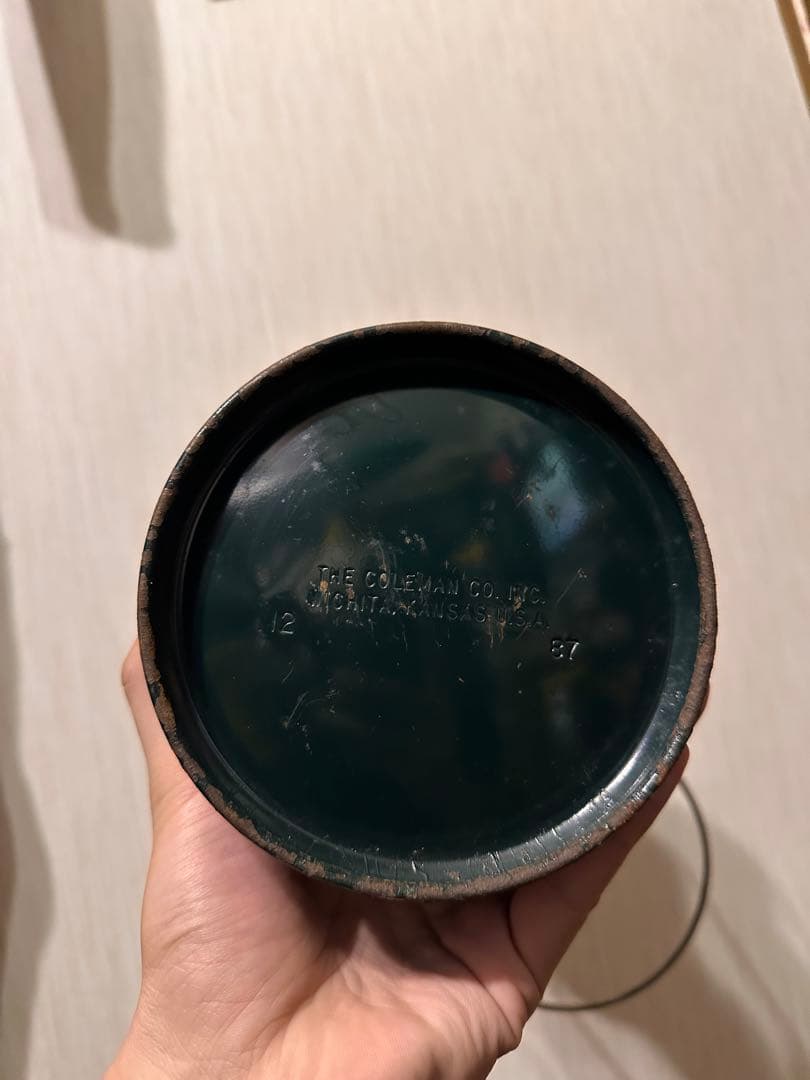 THE COLEMAN CO. INC.
WICHITA, KANSAS U.S.A.
12
87